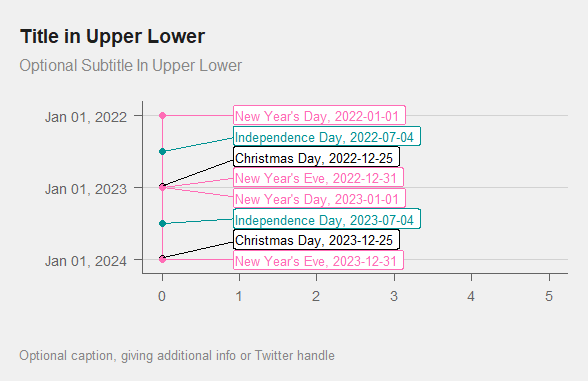 Title in Upper Lower
Optional Subtitle In Upper Lower
Jan 01, 2022
New Year's Day, 2022-01-01
Independence Day, 2022-07-04
Christmas Day, 2022-12-25
New Year's Eve, 2022-12-31
Jan 01, 2023
New Year's Day, 2023-01-01
Independence Day, 2023-07-04
Christmas Day, 2023-12-25
Jan 01, 2024
New Year's Eve, 2023-12-31
0 1 2 3 4 5
Optional caption, giving additional info or Twitter handle